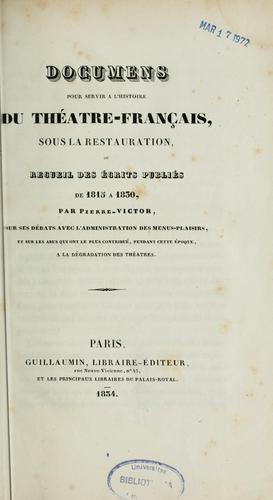 MAR 17 1972
DOCUMENS
POUR SERVIR A L'HISTOIRE
DU THÉATRE-FRANÇAIS,
SOUS LA RESTAURATION,
OU
RECUEIL DES ÉCRITS PUBLIÉS
DE 1815 A 1830,
PAR PIERRE-VICTOR,
SUR SES DÉBATS AVEC L'ADMINISTRATION DES MENUS-PLAISIRS,
ET SUR LES ABUS QUI ONT LE PLUS CONTRIBUÉ, PENDANT CETTE ÉPOQUE,
A LA DÉGRADATION DES THÉATRES.
PARIS,
GUILLAUMIN, LIBRAIRE-ÉDITEUR,
rue Neuve-Vivienne, n° 45,
ET LES PRINCIPAUX LIBRAIRES DU PALAIS-ROYAL.
1834.
Universitas